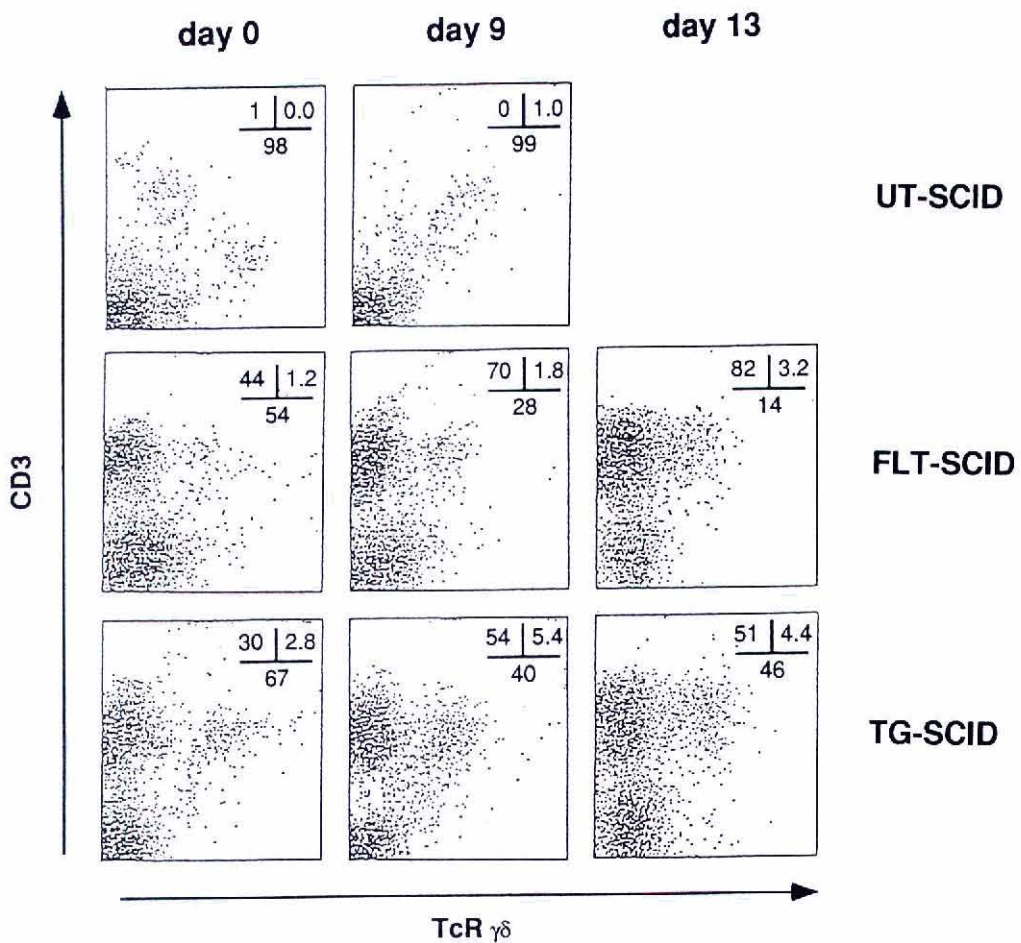 day 0 day 9 day 13
1 0.0
98
0 1.0
99
UT-SCID
44 1.2
54
70 1.8
28
82 3.2
14
FLT-SCID
30 2.8
67
54 5.4
40
51 4.4
46
TG-SCID
CD3
TcR γδ